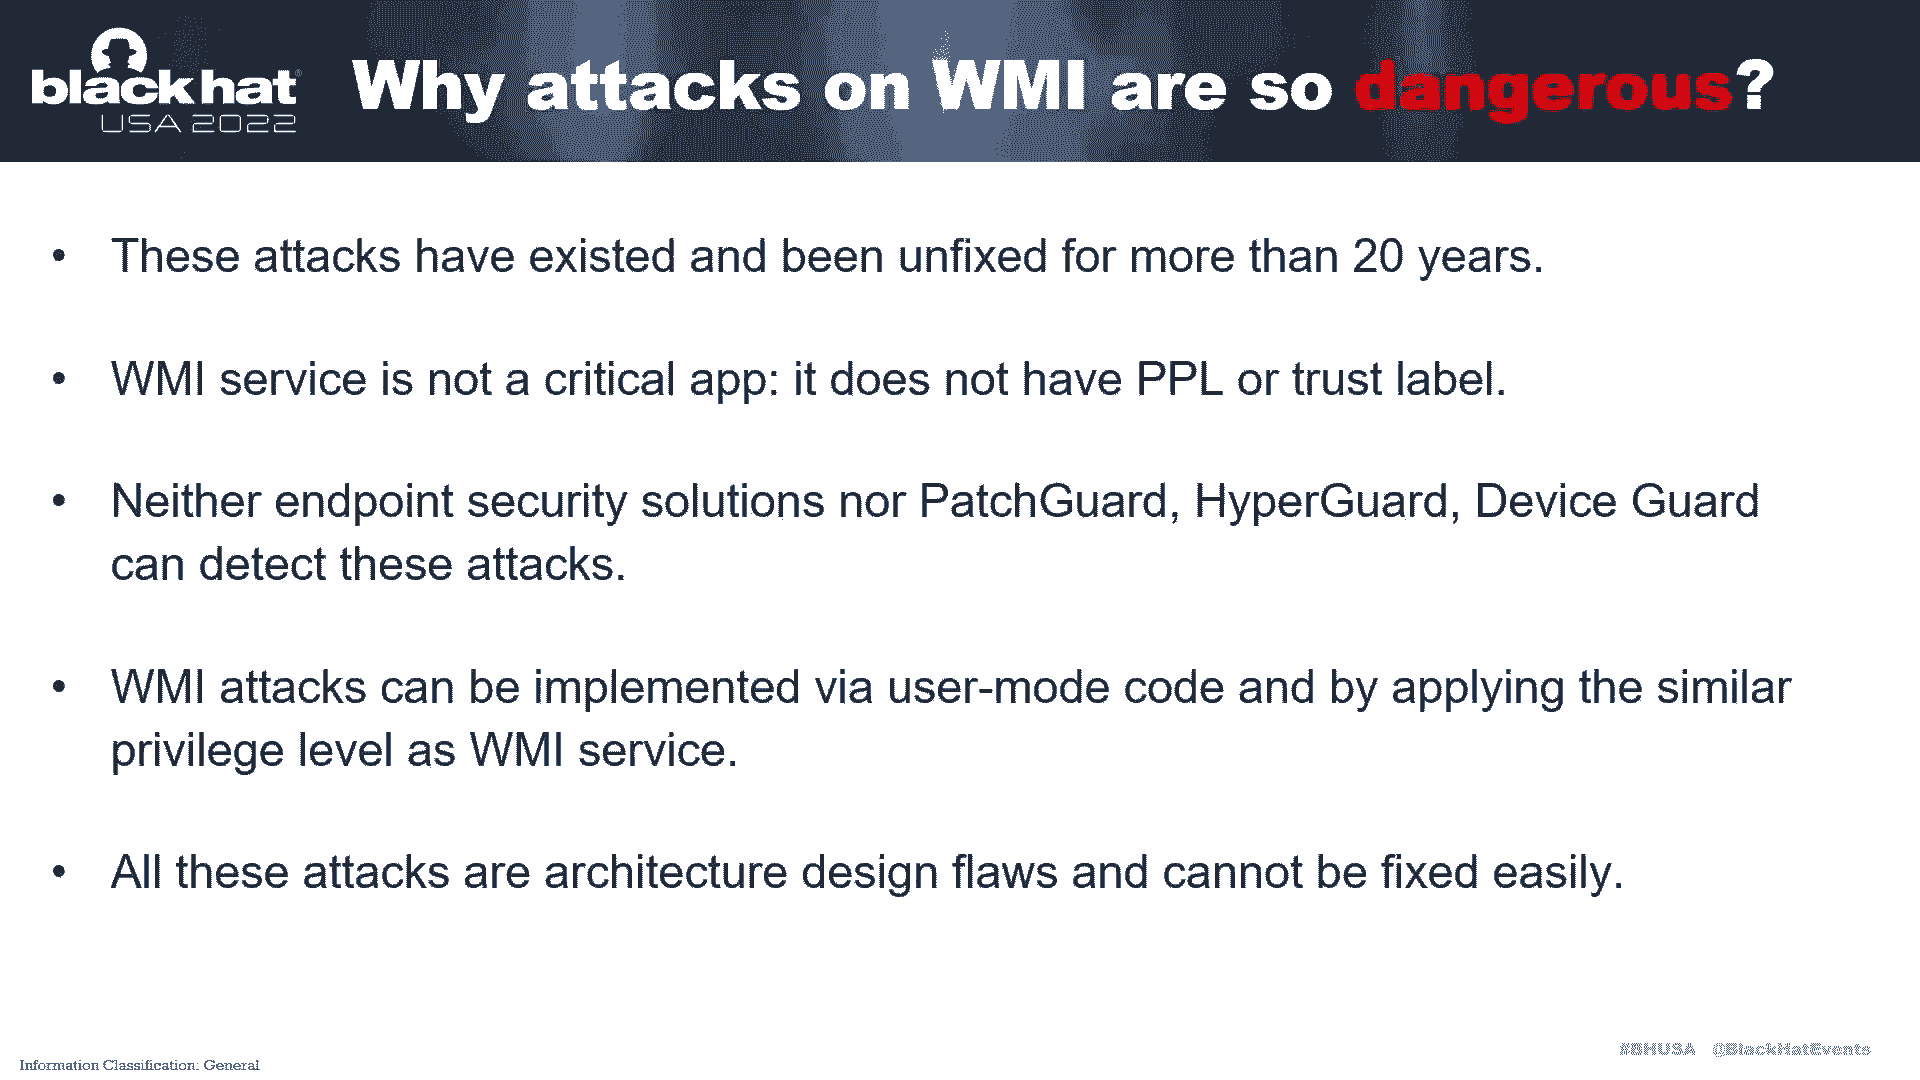 blackhat®
USA 2022
Why attacks on WMI are so dangerous?
• These attacks have existed and been unfixed for more than 20 years.
• WMI service is not a critical app: it does not have PPL or trust label.
• Neither endpoint security solutions nor PatchGuard, HyperGuard, Device Guard
can detect these attacks.
• WMI attacks can be implemented via user-mode code and by applying the similar
privilege level as WMI service.
• All these attacks are architecture design flaws and cannot be fixed easily.
#BHUSA @BlackHatEvents
Information Classification: General